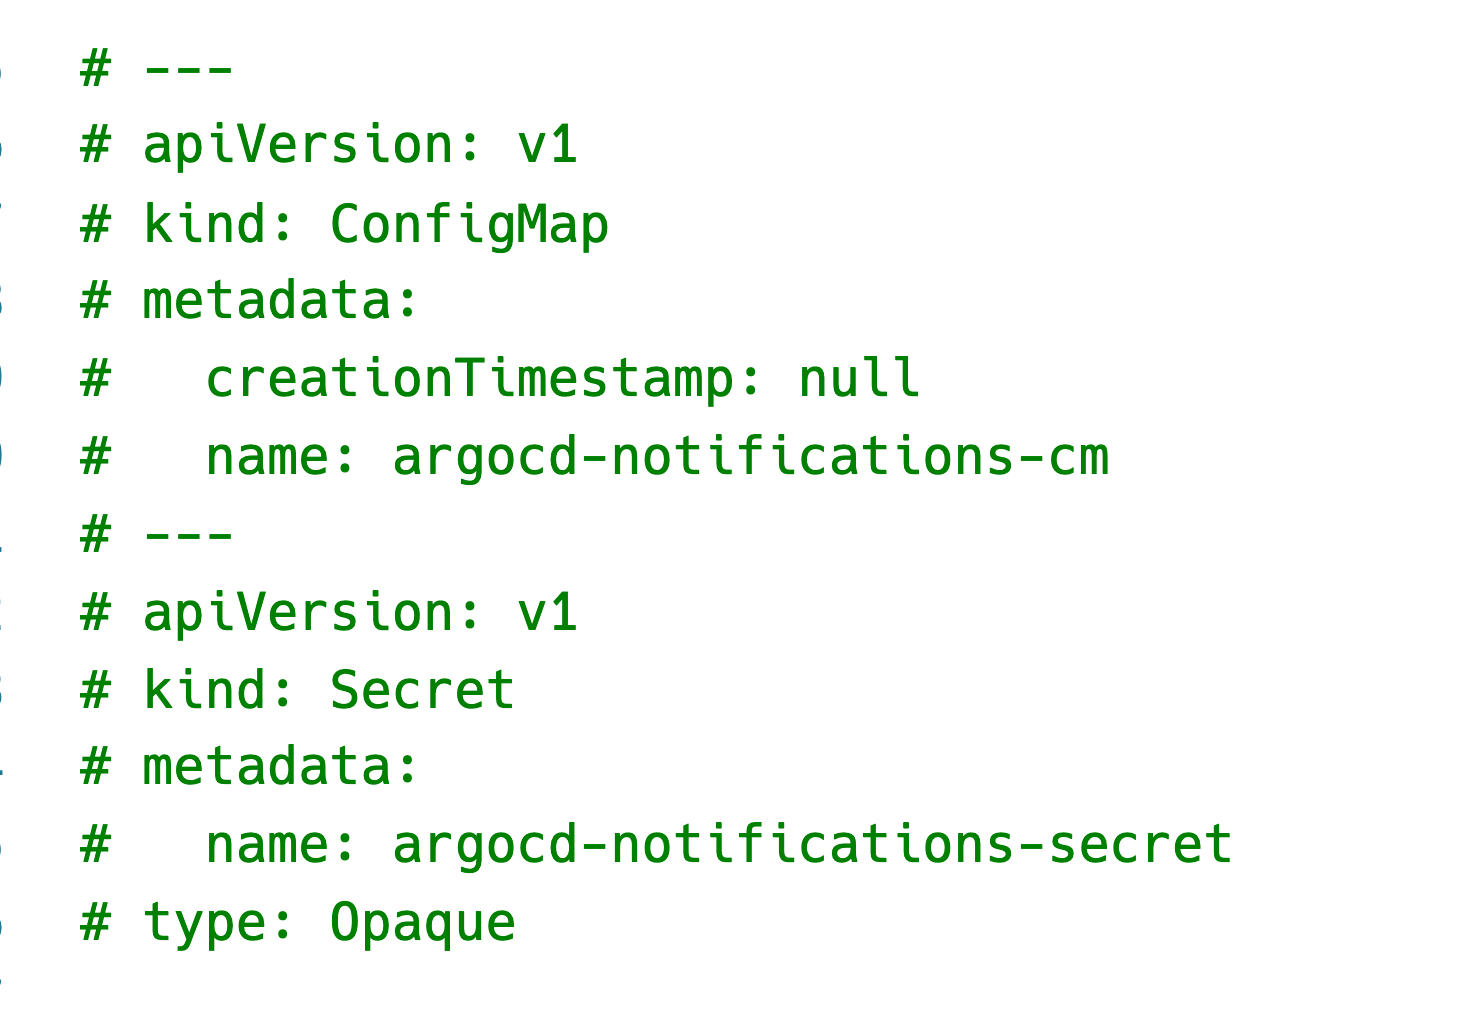 # ---
# apiVersion: v1
# kind: ConfigMap
# metadata:
#   creationTimestamp: null
#   name: argocd-notifications-cm
# ---
# apiVersion: v1
# kind: Secret
# metadata:
#   name: argocd-notifications-secret
# type: Opaque